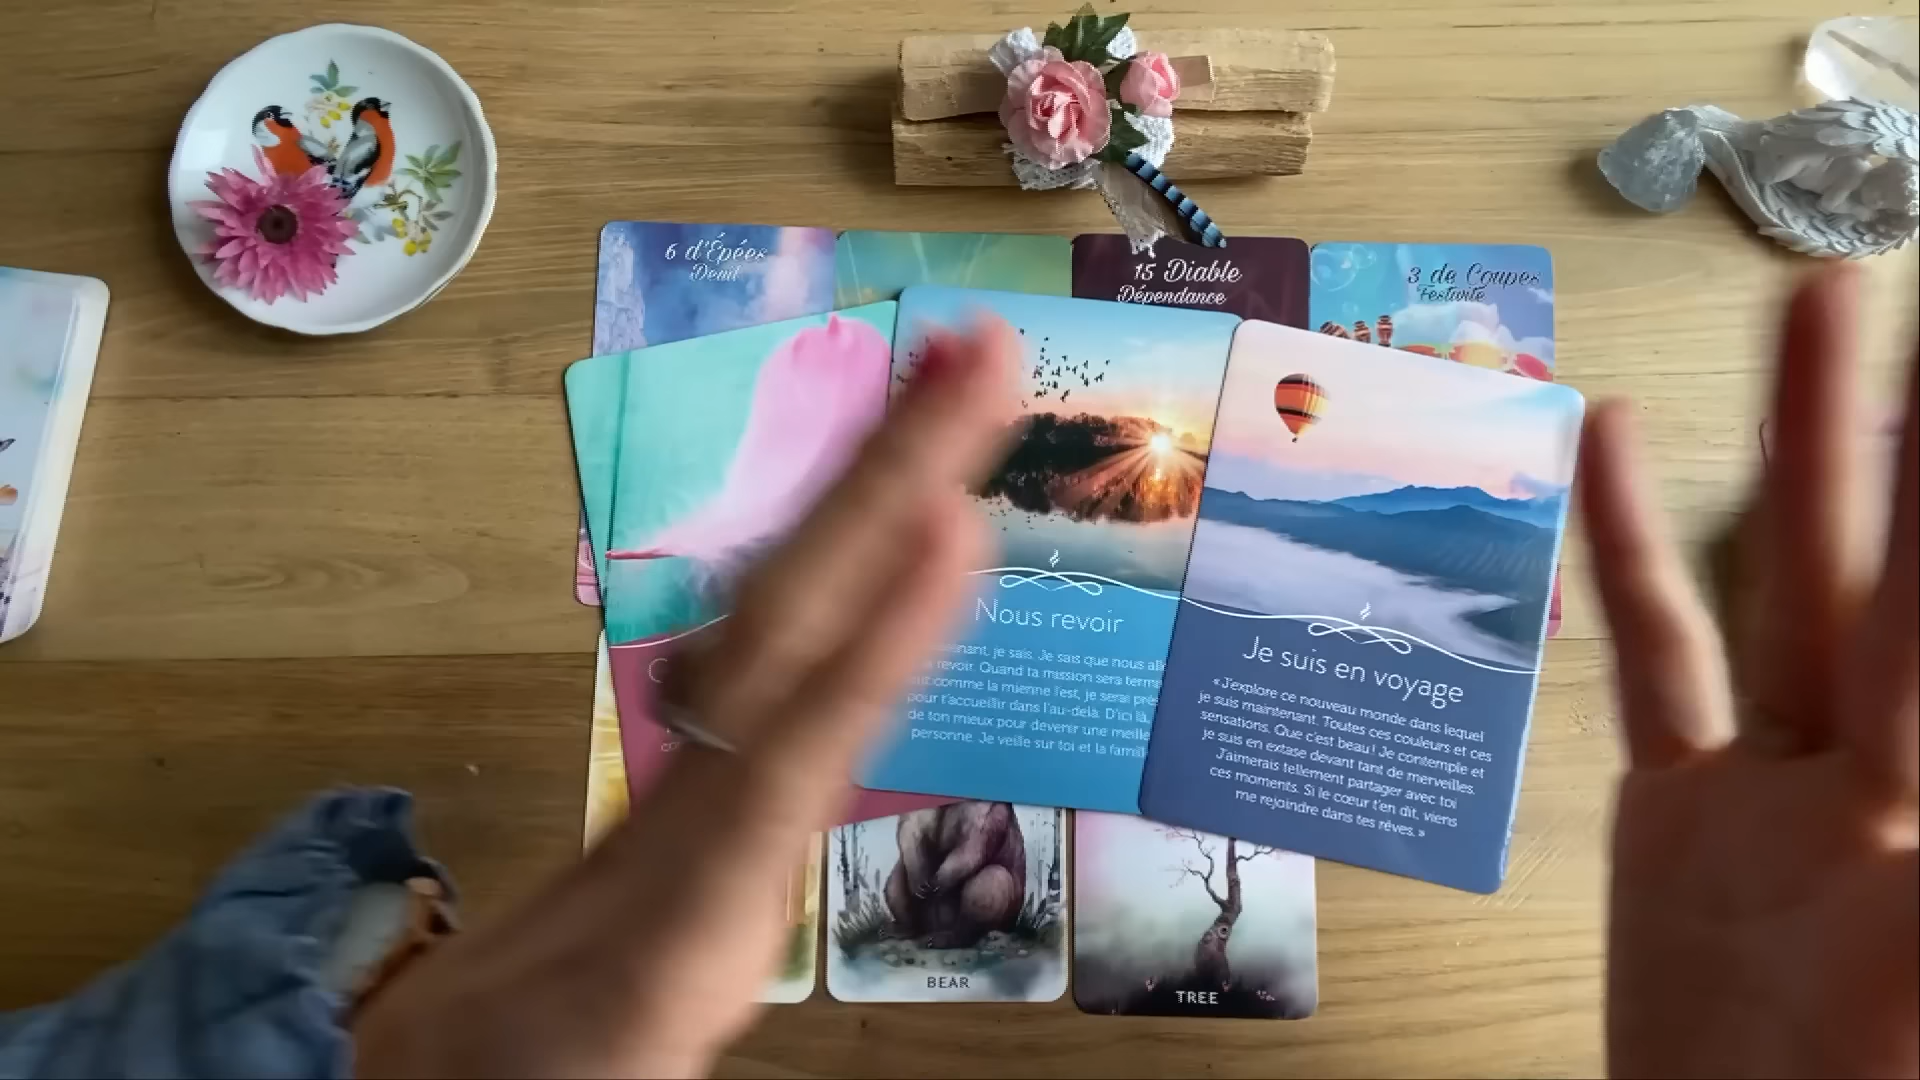 6 d'Épées
Deuil
15 Diable
Dépendance
3 de Coupes
Festivité
Nous revoir
je sais. Je sais que nous
revoir. Quand ta mission sera
comme la mienne l'est, je serai
pour t'accueillir dans l'au-delà. D'ici là,
de ton mieux pour devenir une
personne. Je veille sur toi et la
Je suis en voyage
« J'explore ce nouveau monde dans lequel
je suis maintenant. Toutes ces couleurs et ces
sensations. Que c'est beau ! Je contemple et
je suis en extase devant tant de merveilles.
J'aimerais tellement partager avec toi
ces moments. Si le cœur t'en dit, viens
me rejoindre dans tes rêves. »
BEAR
TREE